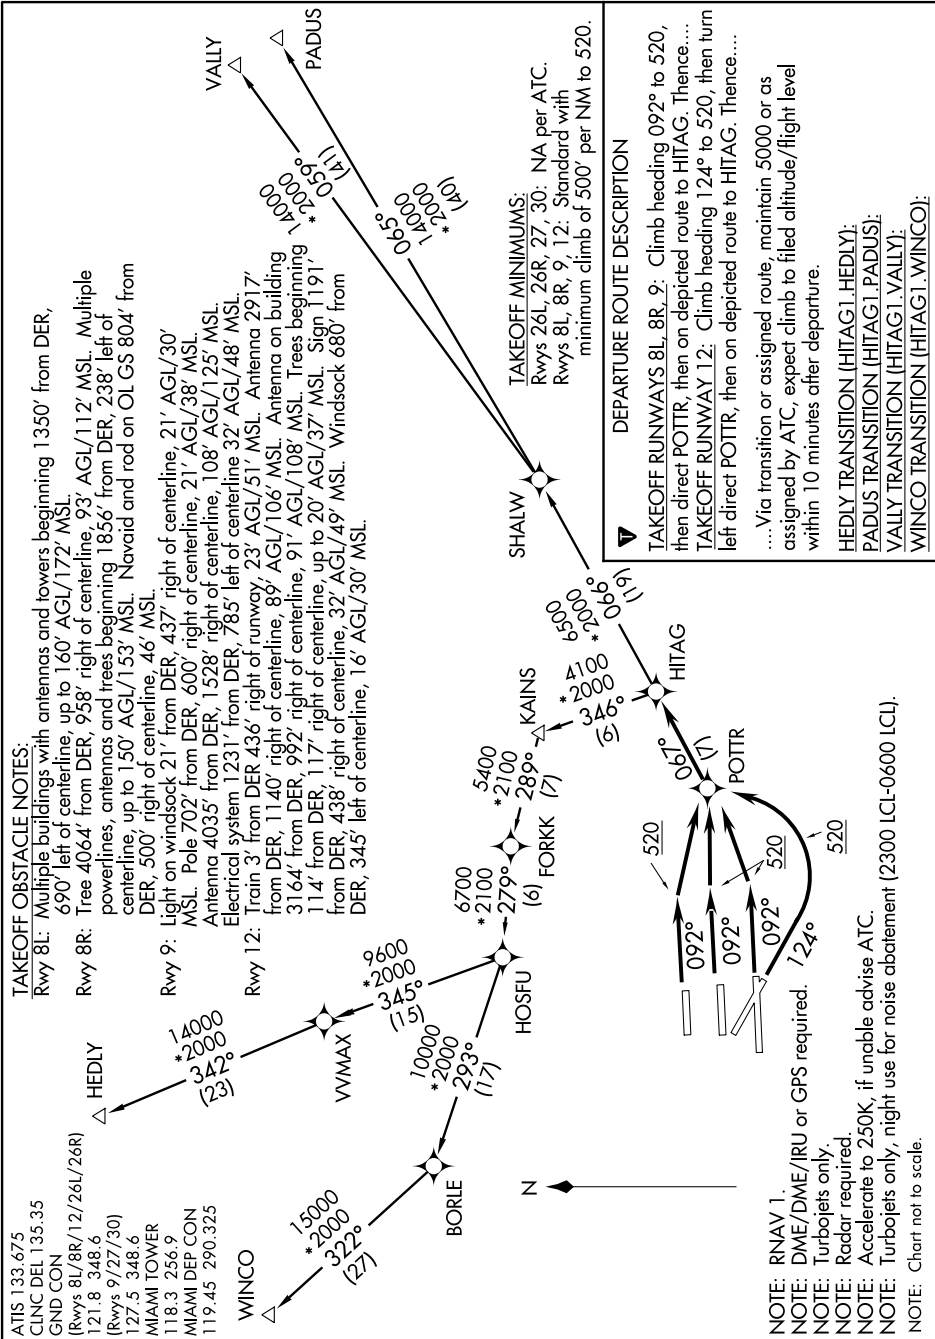 ATIS 133.675
CLNC DEL 135.35
GND CON
(Rwys 8L/8R/12/26L/26R)
121.8 348.6
(Rwys 9/27/30)
127.5 348.6
MIAMI TOWER
118.3 256.9
MIAMI DEP CON
119.45 290.325
TAKEOFF OBSTACLE NOTES:
Rwy 8L: Multiple buildings with antennas and towers beginning 1350' from DER,
690' left of centerline, up to 160' AGL/172' MSL.
Rwy 8R: Tree 4064' from DER, 958' right of centerline, 93' AGL/112' MSL. Multiple
powerlines, antennas and trees beginning 1856' from DER, 238' left of
centerline, up to 150' AGL/153' MSL. Navaid and rod on OL GS 804' from
DER, 500' right of centerline, 46' MSL.
Rwy 9: Light on windsock 21' from DER, 437' right of centerline, 21' AGL/30'
MSL. Pole 702' from DER, 600' right of centerline, 21' AGL/38' MSL.
Antenna 4035' from DER, 1528' right of centerline, 108' AGL/125' MSL.
Electrical system 1231' from DER, 785' left of centerline 32' AGL/48' MSL.
Rwy 12: Train 3' from DER 436' right of runway, 23' AGL/51' MSL. Antenna 2917'
from DER, 1140' right of centerline, 89' AGL/106' MSL. Antenna on building
3164' from DER, 992' right of centerline, 91' AGL/108' MSL. Trees beginning
114' from DER, 117' right of centerline, up to 20' AGL/37' MSL. Sign 1191'
from DER, 438' right of centerline, 32' AGL/49' MSL. Windsock 680' from
DER, 345' left of centerline, 16' AGL/30' MSL.
VALLY
PADUS
14000
*2000
059°
(41)
065°
14000
*2000
(40)
SHALW
6500
*2000
066°
(19)
HITAG
4100
*2000
346°
(6)
KAINS
5400
*2100
289°
(7)
FORKK
6700
*2100
279°
(6)
HOSFU
9600
*2000
345°
(15)
VVMAX
14000
*2000
342°
(23)
HEDLY
10000
*2000
293°
(17)
BORLE
15000
*2000
322°
(27)
WINCO
N
067°
(7)
POTTR
520
520
520
092°
092°
092°
124°
TAKEOFF MINIMUMS:
Rwys 26L, 26R, 27, 30: NA per ATC.
Rwys 8L, 8R, 9, 12: Standard with
minimum climb of 500' per NM to 520.
T
DEPARTURE ROUTE DESCRIPTION
TAKEOFF RUNWAYS 8L, 8R, 9: Climb heading 092° to 520,
then direct POTTR, then on depicted route to HITAG. Thence....
TAKEOFF RUNWAY 12: Climb heading 124° to 520, then turn
left direct POTTR, then on depicted route to HITAG. Thence....
....Via transition or assigned route, maintain 5000 or as
assigned by ATC, expect climb to filed altitude/flight level
within 10 minutes after departure.
HEDLY TRANSITION (HITAG1.HEDLY):
PADUS TRANSITION (HITAG1.PADUS):
VALLY TRANSITION (HITAG1.VALLY):
WINCO TRANSITION (HITAG1.WINCO):
NOTE: RNAV 1.
NOTE: DME/DME/IRU or GPS required.
NOTE: Turbojets only.
NOTE: Radar required.
NOTE: Accelerate to 250K, if unable advise ATC.
NOTE: Turbojets only, night use for noise abatement (2300 LCL-0600 LCL).
NOTE: Chart not to scale.